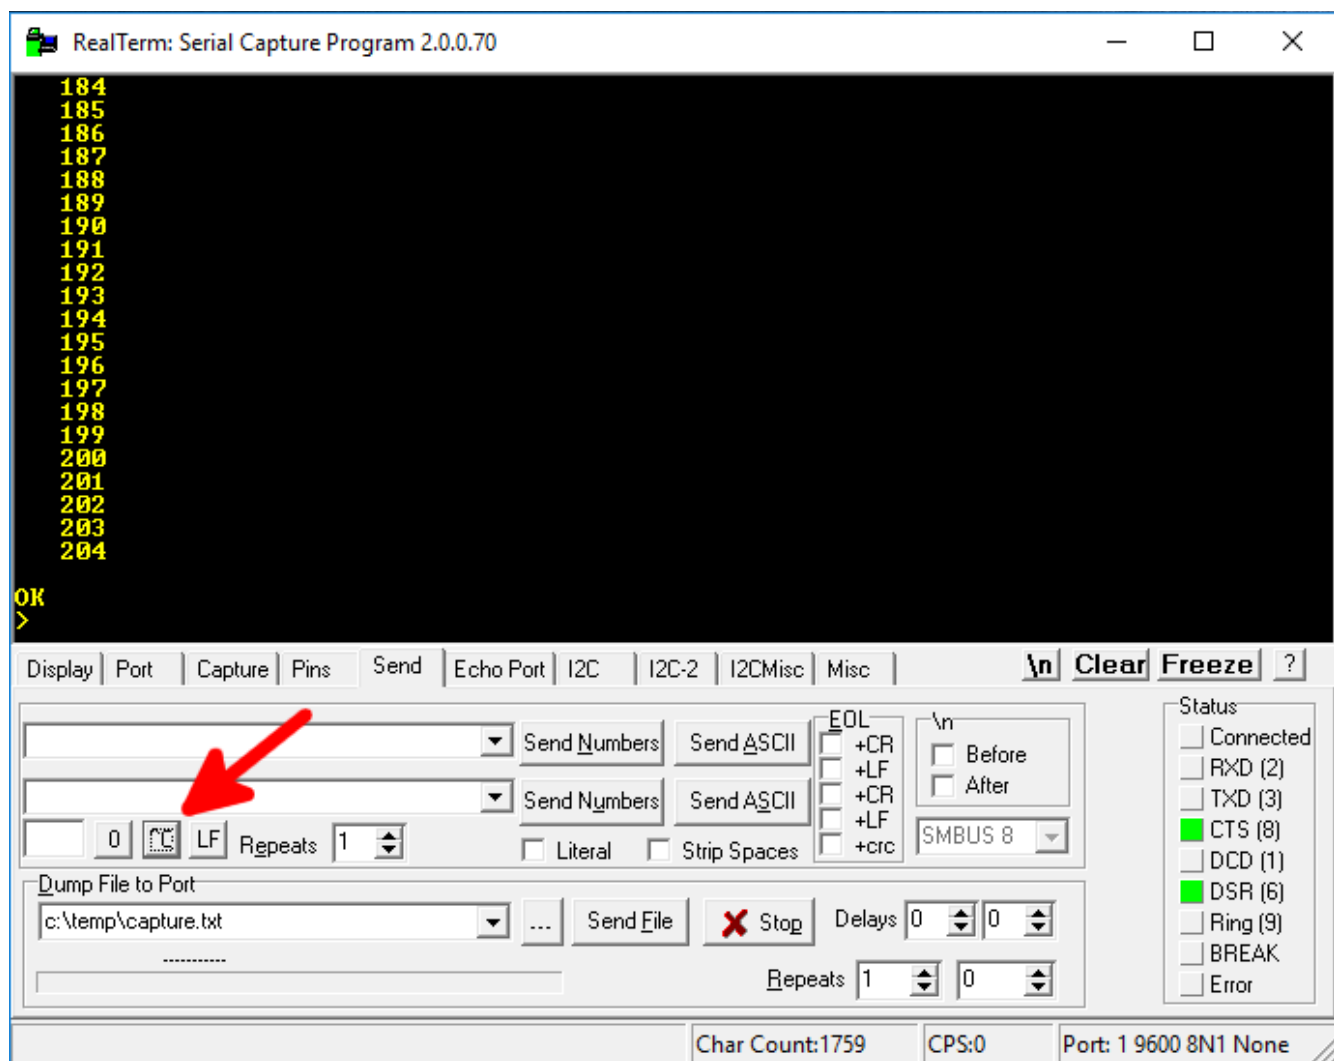 RealTerm: Serial Capture Program 2.0.0.70
184
185
186
187
188
189
190
191
192
193
194
195
196
197
198
199
200
201
202
203
204
OK
>
Display Port Capture Pins Send Echo Port I2C I2C-2 I2CMisc Misc \n Clear Freeze ?
EOL \n Status
Send Numbers Send ASCII +CR Before Connected
+LF RXD (2)
Send Numbers Send ASCII +CR After TXD (3)
0 LF Repeats 1 +LF SMBUS 8 CTS (8)
Literal Strip Spaces +crc DCD (1)
Dump File to Port
c:\temp\capture.txt ... Send File Stop Delays 0 0 DSR (6)
Ring (9)
----------- BREAK
Repeats 1 0 Error
Char Count:1759 CPS:0 Port: 1 9600 8N1 None